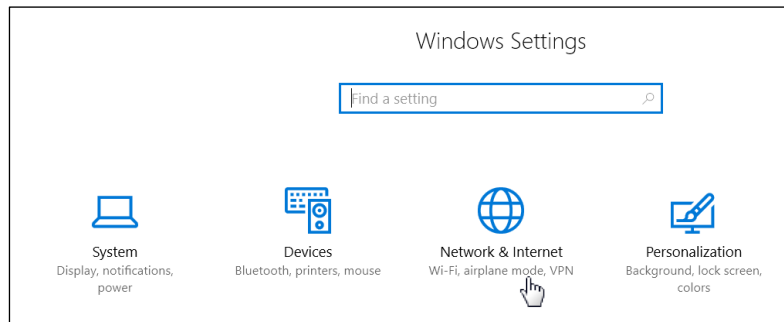 Windows Settings
Find a setting
System
Display, notifications,
power
Devices
Bluetooth, printers, mouse
Network & Internet
Wi-Fi, airplane mode, VPN
Personalization
Background, lock screen,
colors